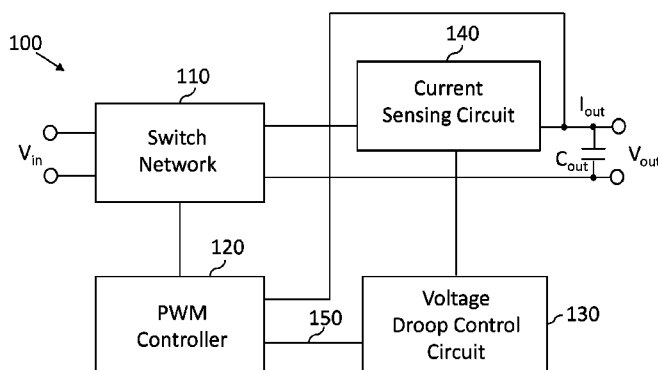 100
110
140
Switch
Network
Current
Sensing Circuit
I_out
V_in
C_out
V_out
120
PWM
Controller
150
Voltage
Droop Control
Circuit
130